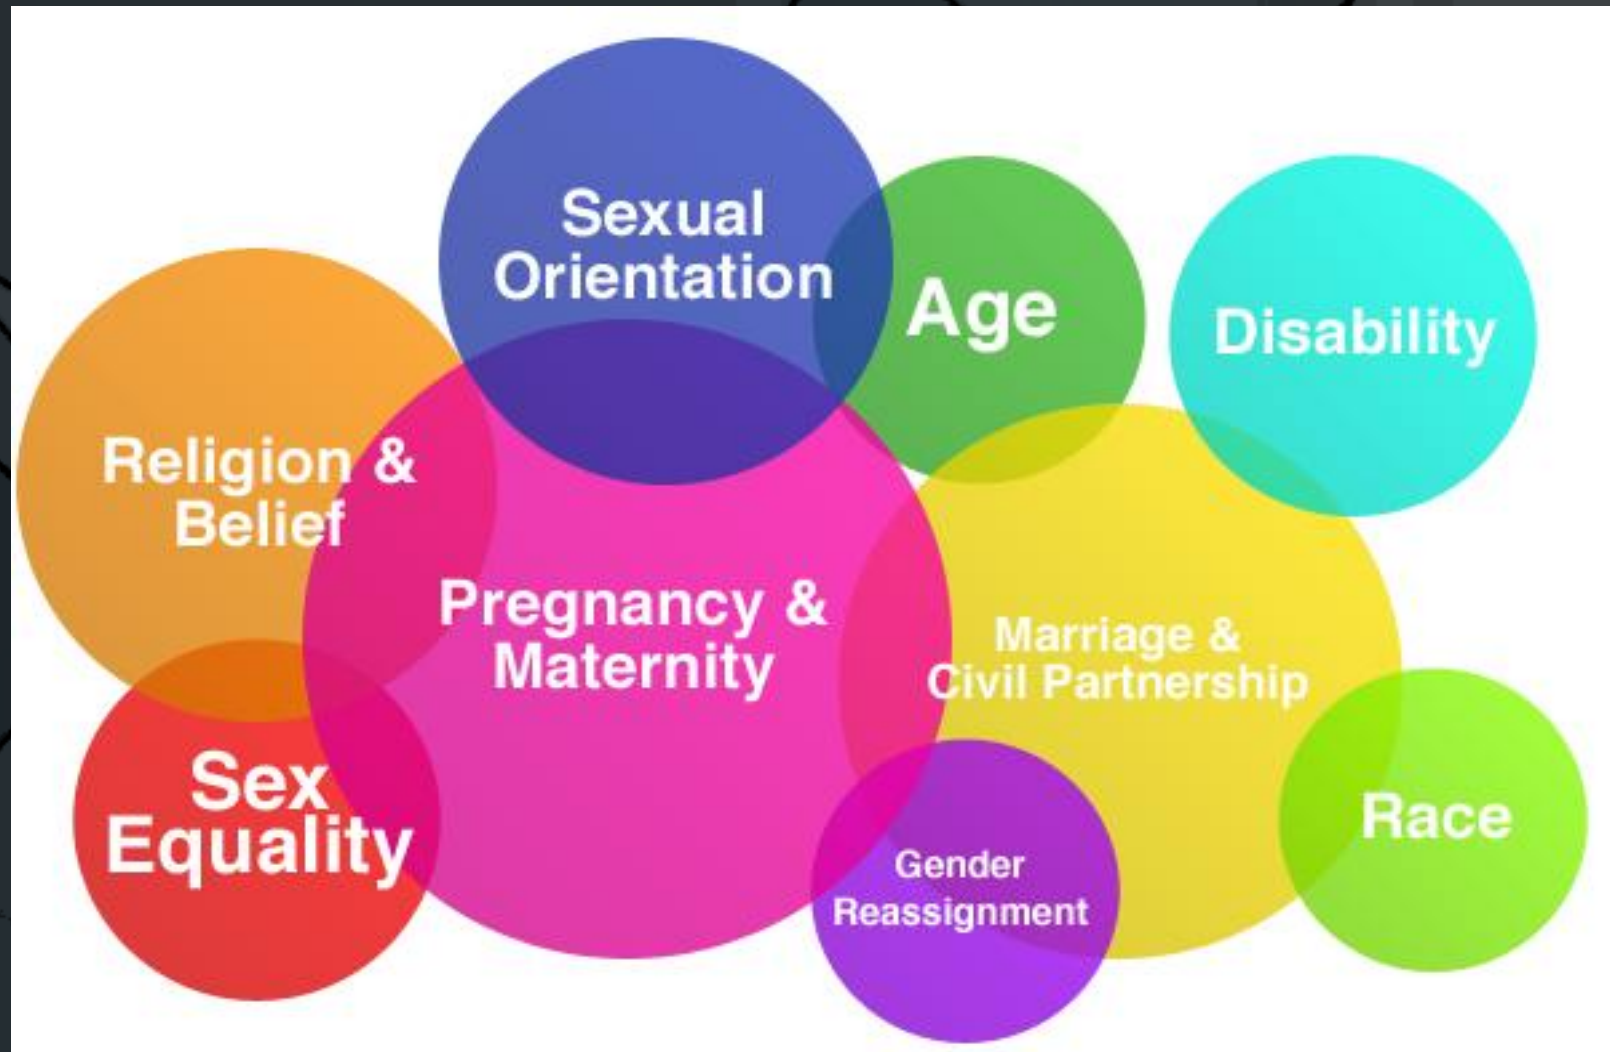 Sexual
Orientation
Age
Disability
Religion &
Belief
Pregnancy &
Maternity
Marriage &
Civil Partnership
Sex
Equality
Gender
Reassignment
Race